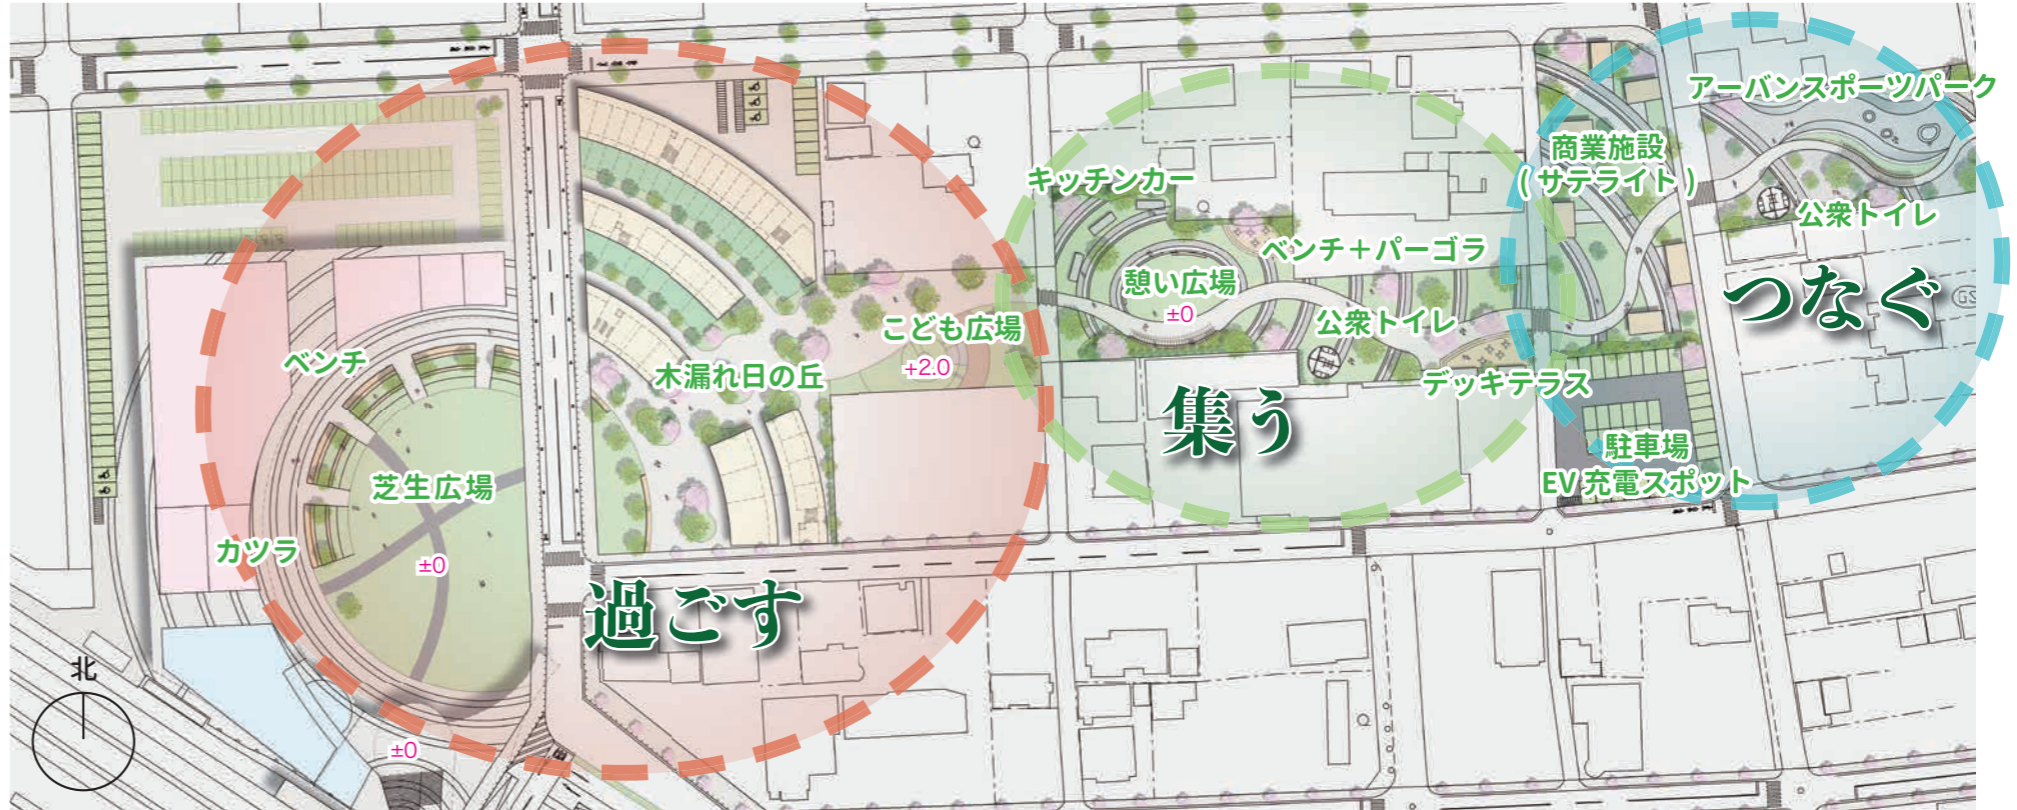 アーバンスポーツパーク
商業施設
(サテライト)
キッチンカー
公衆トイレ
ベンチ＋パーゴラ
憩い広場
±0
つなぐ
GS
こども広場
+2.0
公衆トイレ
ベンチ
木漏れ日の丘
デッキテラス
集う
駐車場
EV 充電スポット
芝生広場
カツラ
±0
過ごす
北
±0